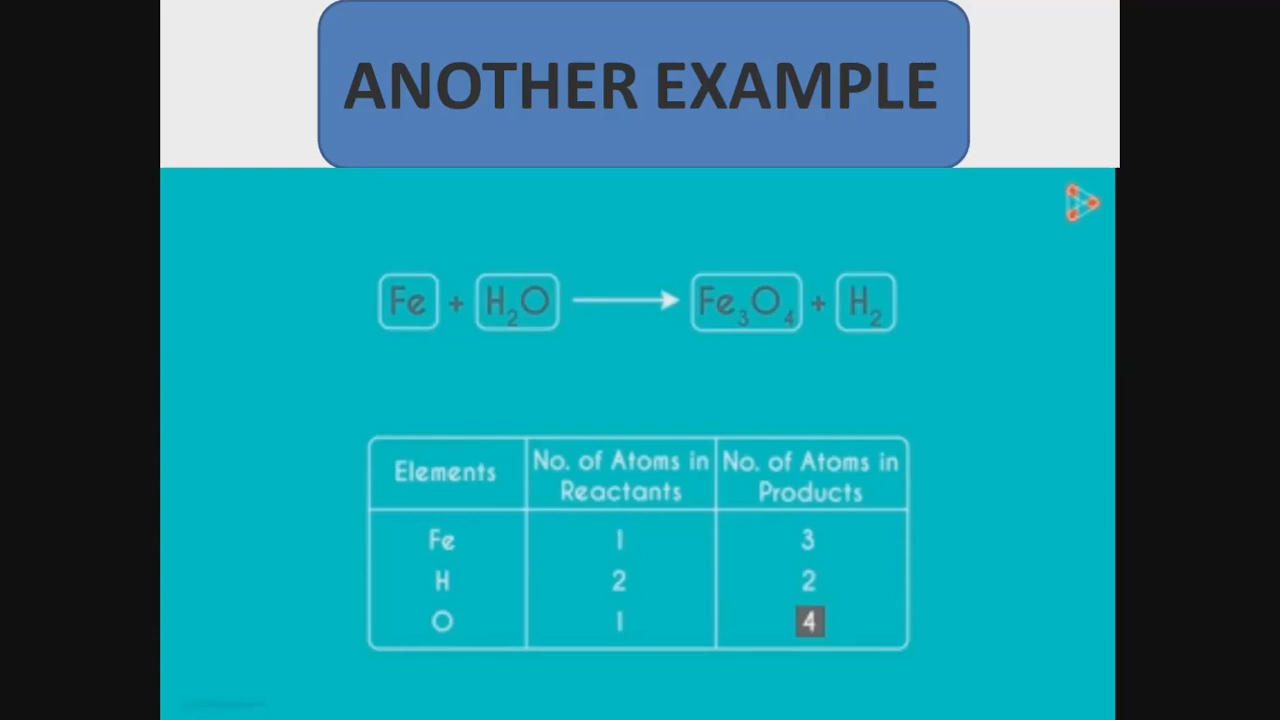 ANOTHER EXAMPLE
Fe + H₂O → Fe₃O₄ + H₂
Elements No. of Atoms in Reactants No. of Atoms in Products
Fe 1 3
H 2 2
O 1 4